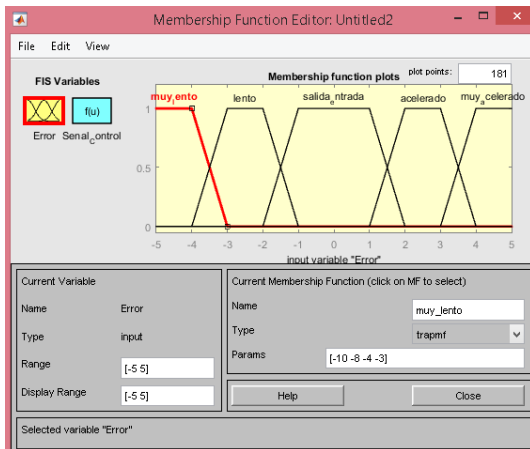 Membership Function Editor: Untitled2
File Edit View
FIS Variables
f(u)
Error Senal_Control
Membership function plots plot points: 181
muy_lento lento salida_entrada acelerado muy_acelerado
1
0.5
0
-5 -4 -3 -2 -1 0 1 2 3 4 5
input variable "Error"
Current Variable
Name Error
Type input
Range [-5 5]
Display Range [-5 5]
Current Membership Function (click on MF to select)
Name muy_lento
Type trapmf
Params [-10 -8 -4 -3]
Help Close
Selected variable "Error"